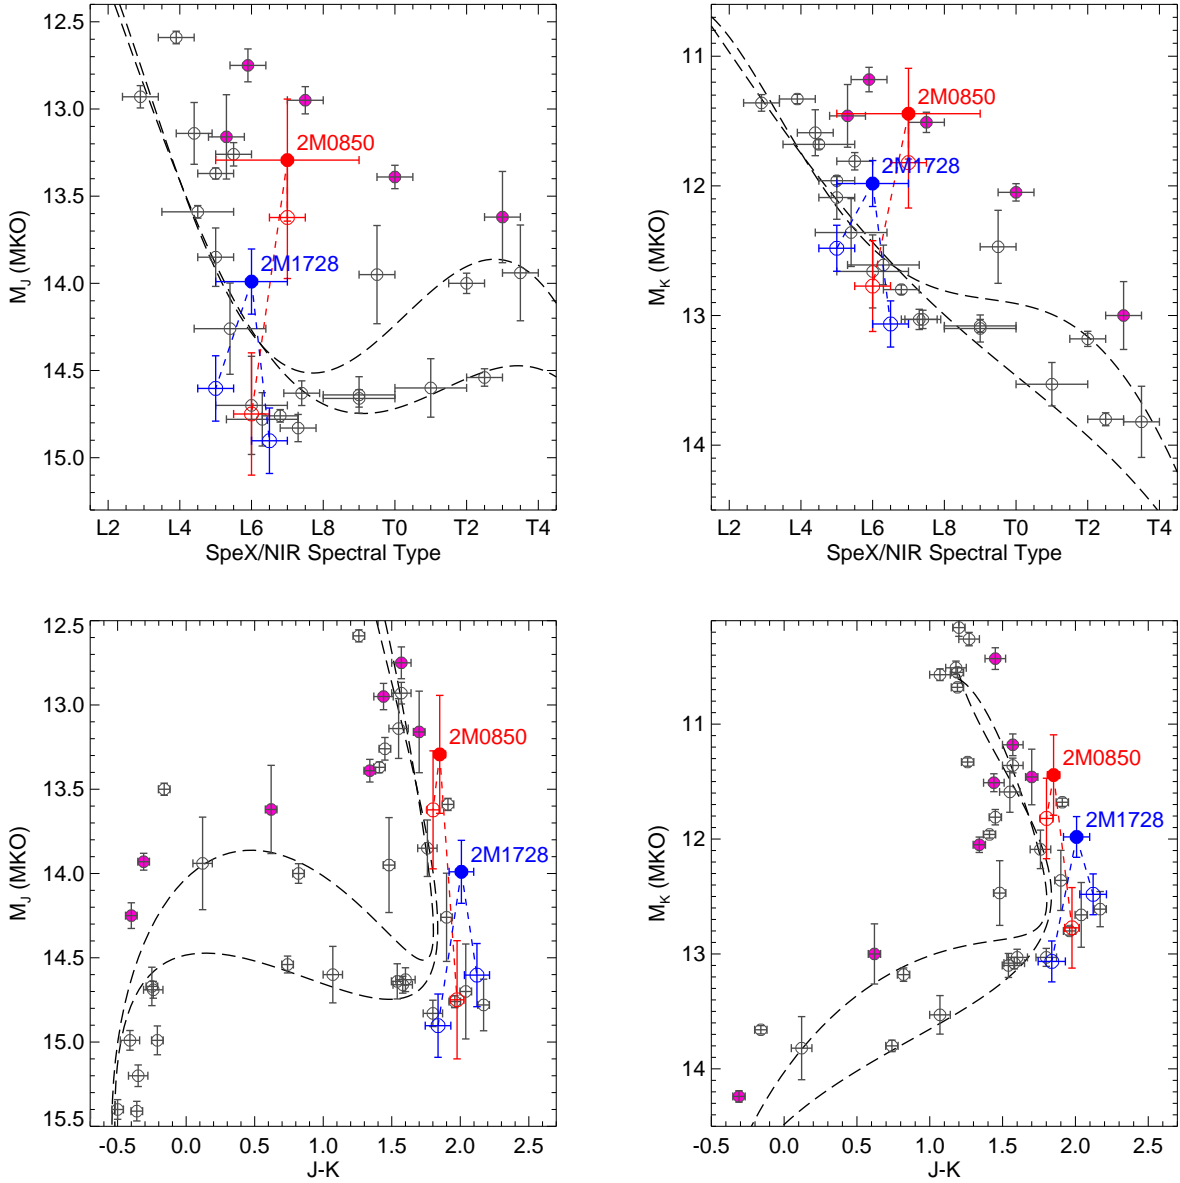 12.5
13.0
13.5
14.0
14.5
15.0
M_J (MKO)
2M0850
2M1728
L2 L4 L6 L8 T0 T2 T4
SpeX/NIR Spectral Type
11
12
13
14
M_K (MKO)
2M0850
2M1728
L2 L4 L6 L8 T0 T2 T4
SpeX/NIR Spectral Type
12.5
13.0
13.5
14.0
14.5
15.0
15.5
M_J (MKO)
2M0850
2M1728
-0.5 0.0 0.5 1.0 1.5 2.0 2.5
J-K
11
12
13
14
M_K (MKO)
2M0850
2M1728
-0.5 0.0 0.5 1.0 1.5 2.0 2.5
J-K